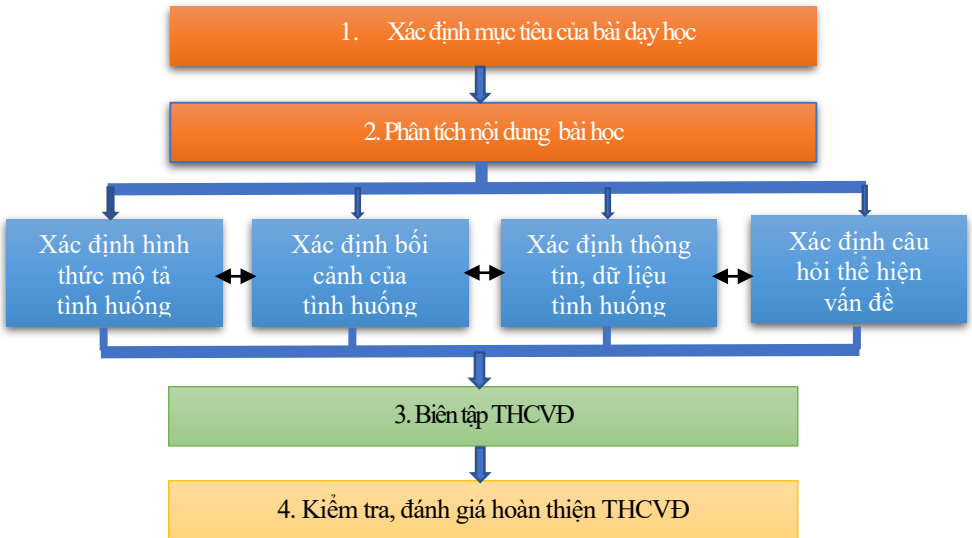 1. Xác định mục tiêu của bài dạy học
2. Phân tích nội dung bài học
Xác định hình
thức mô tả
tình huống
Xác định bối
cảnh của
tình huống
Xác định thông
tin, dữ liệu
tình huống
Xác định câu
hỏi thể hiện
vấn đề
3. Biên tập THCVĐ
4. Kiểm tra, đánh giá hoàn thiện THCVĐ